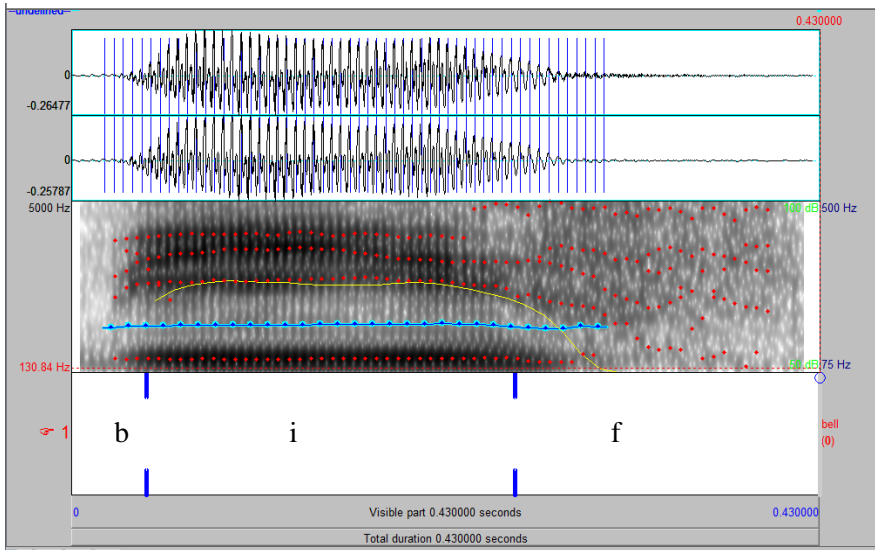 undefined
0.430000
0
-0.26477
0
-0.25787
5000 Hz
100 dB 500 Hz
130.84 Hz
50 dB 75 Hz
1 b i f
bell
(0)
0 Visible part 0.430000 seconds 0.430000
Total duration 0.430000 seconds